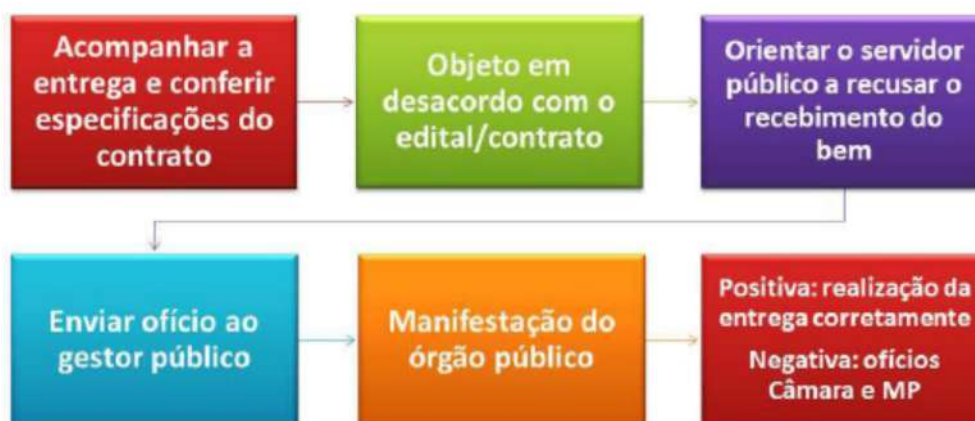 Acompanhar a
entrega e conferir
especificações do
contrato
Objeto em
desacordo com o
edital/contrato
Orientar o servidor
público a recusar o
recebimento do
bem
Enviar ofício ao
gestor público
Manifestação do
órgão público
Positiva: realização da
entrega corretamente
Negativa: ofícios
Câmara e MP